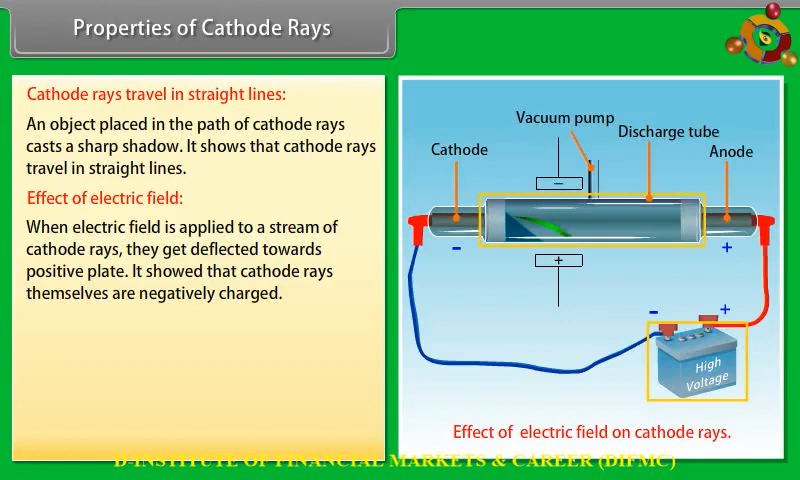 Properties of Cathode Rays
Cathode rays travel in straight lines:
An object placed in the path of cathode rays
casts a sharp shadow. It shows that cathode rays
travel in straight lines.
Effect of electric field:
When electric field is applied to a stream of
cathode rays, they get deflected towards
positive plate. It showed that cathode rays
themselves are negatively charged.
Vacuum pump
Discharge tube
Cathode
Anode
–
- +
+
- +
High
Voltage
Effect of electric field on cathode rays.
D-INSTITUTE OF FINANCIAL MARKETS & CAREER (DIFMC)